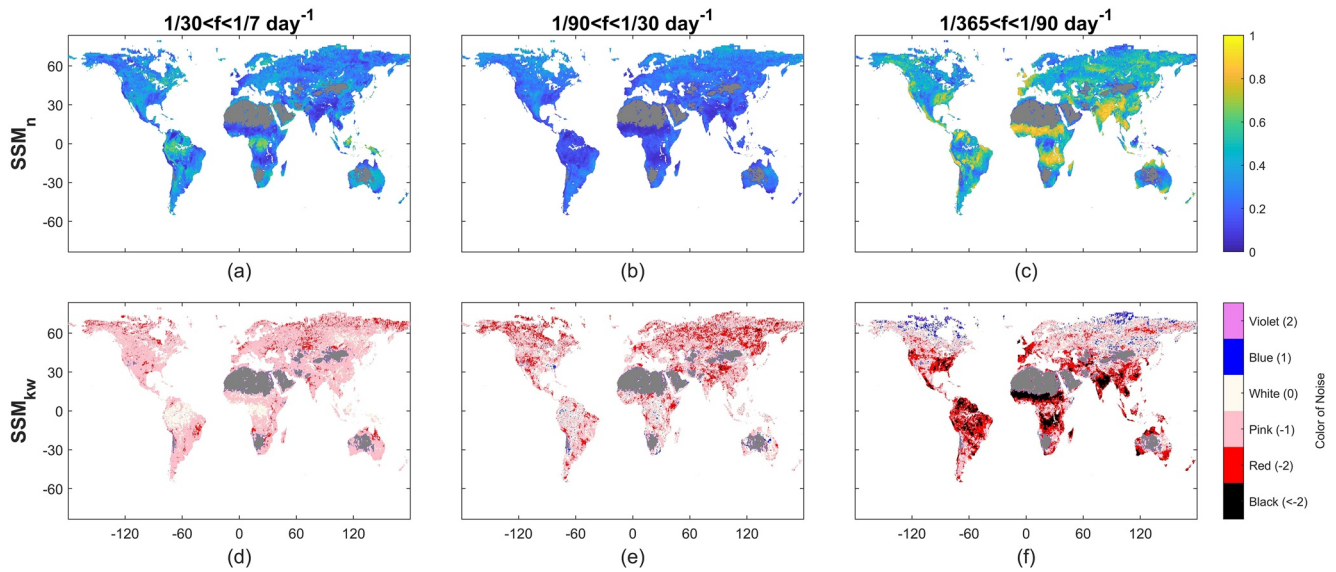 1/30<f<1/7 day-1
1/90<f<1/30 day-1
1/365<f<1/90 day-1
SSMn
60
30
0
-30
-60
1
0.8
0.6
0.4
0.2
0
(a)
(b)
(c)
SSMkw
60
30
0
-30
-60
-120 -60 0 60 120
-120 -60 0 60 120
-120 -60 0 60 120
Violet (2)
Blue (1)
White (0)
Pink (-1)
Red (-2)
Black (<-2)
Color of Noise
(d)
(e)
(f)